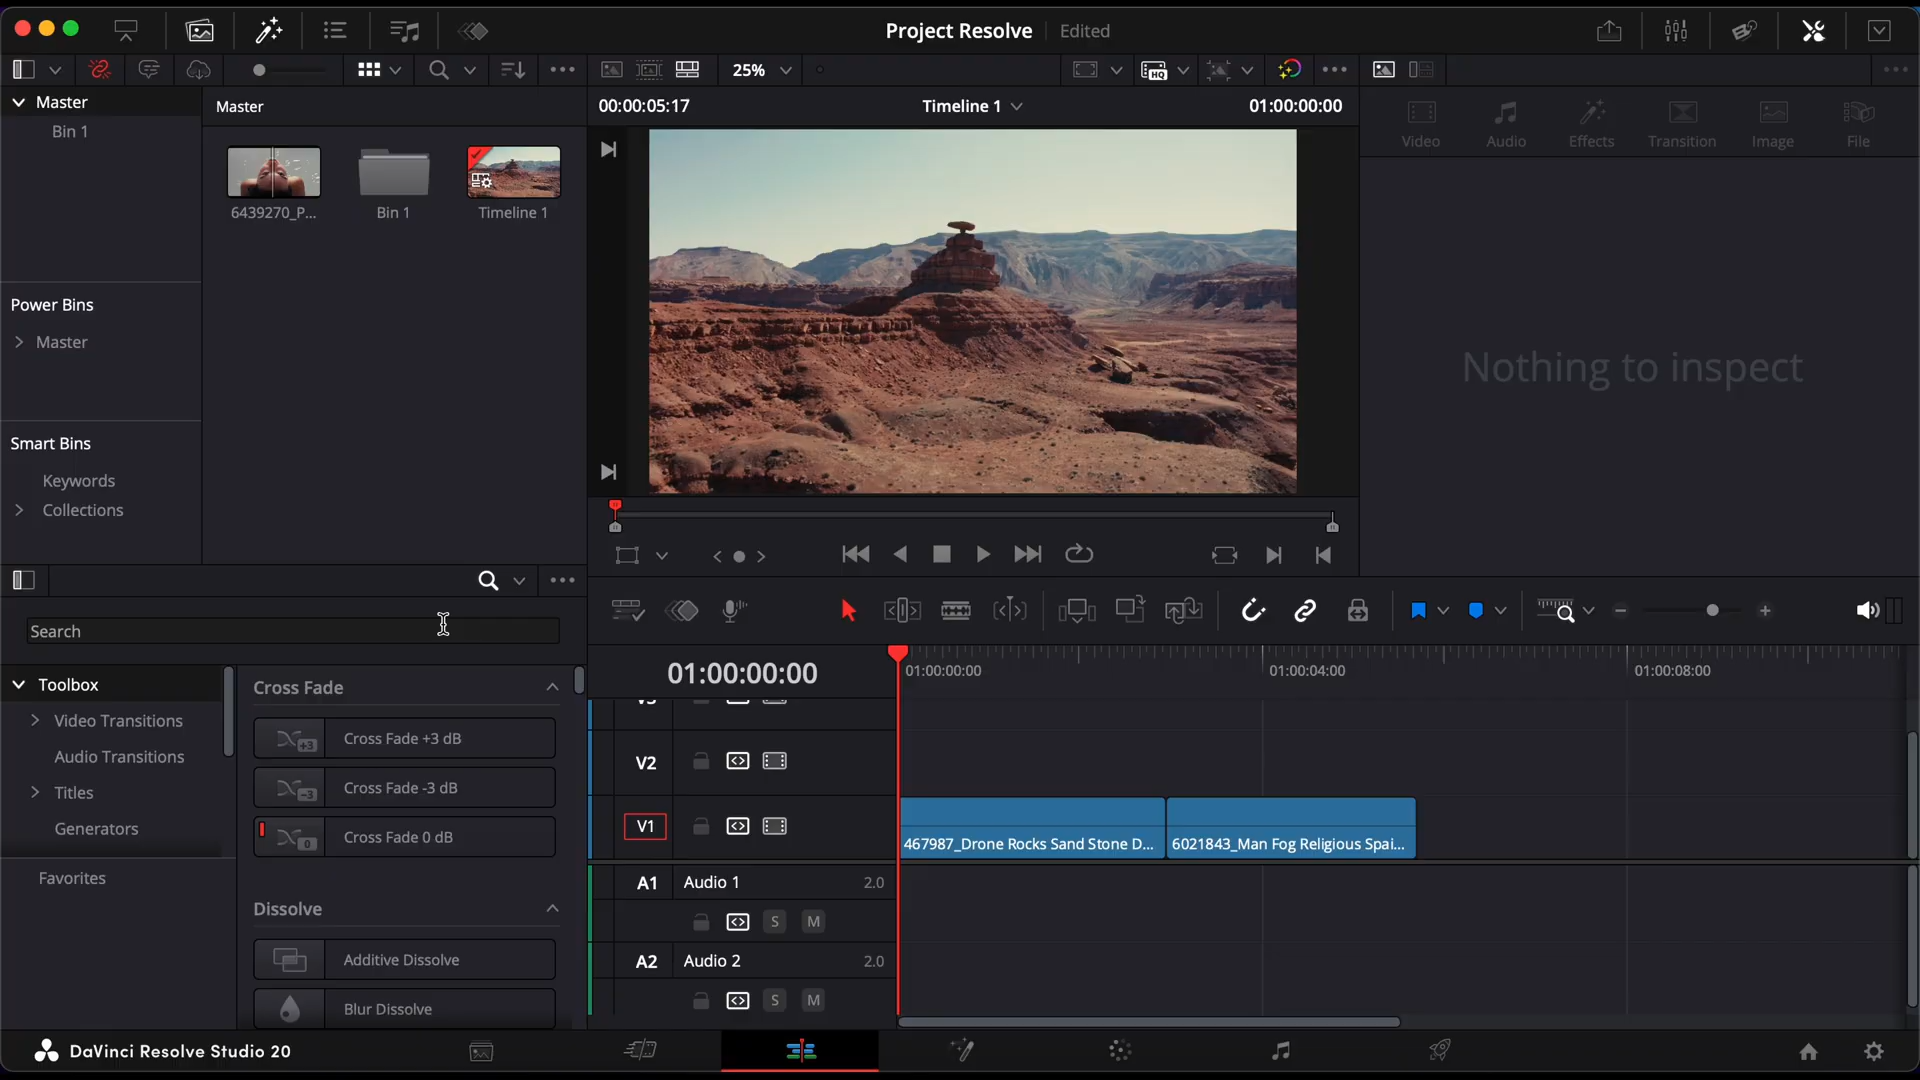 Project Resolve
Edited
25%
HQ
Master
Bin 1
Master
00:00:05:17
Timeline 1
01:00:00:00
Video
Audio
Effects
Transition
Image
File
6439270_P...
Bin 1
Timeline 1
Power Bins
Master
Nothing to inspect
Smart Bins
Keywords
Collections
Search
Toolbox
Video Transitions
Audio Transitions
Titles
Generators
Favorites
Cross Fade
+3
Cross Fade +3 dB
-3
Cross Fade -3 dB
0
Cross Fade 0 dB
Dissolve
Additive Dissolve
Blur Dissolve
01:00:00:00
01:00:00:00
01:00:04:00
01:00:08:00
V2
V1
467987_Drone Rocks Sand Stone D...
6021843_Man Fog Religious Spai...
A1
Audio 1
2.0
S
M
A2
Audio 2
2.0
S
M
DaVinci Resolve Studio 20